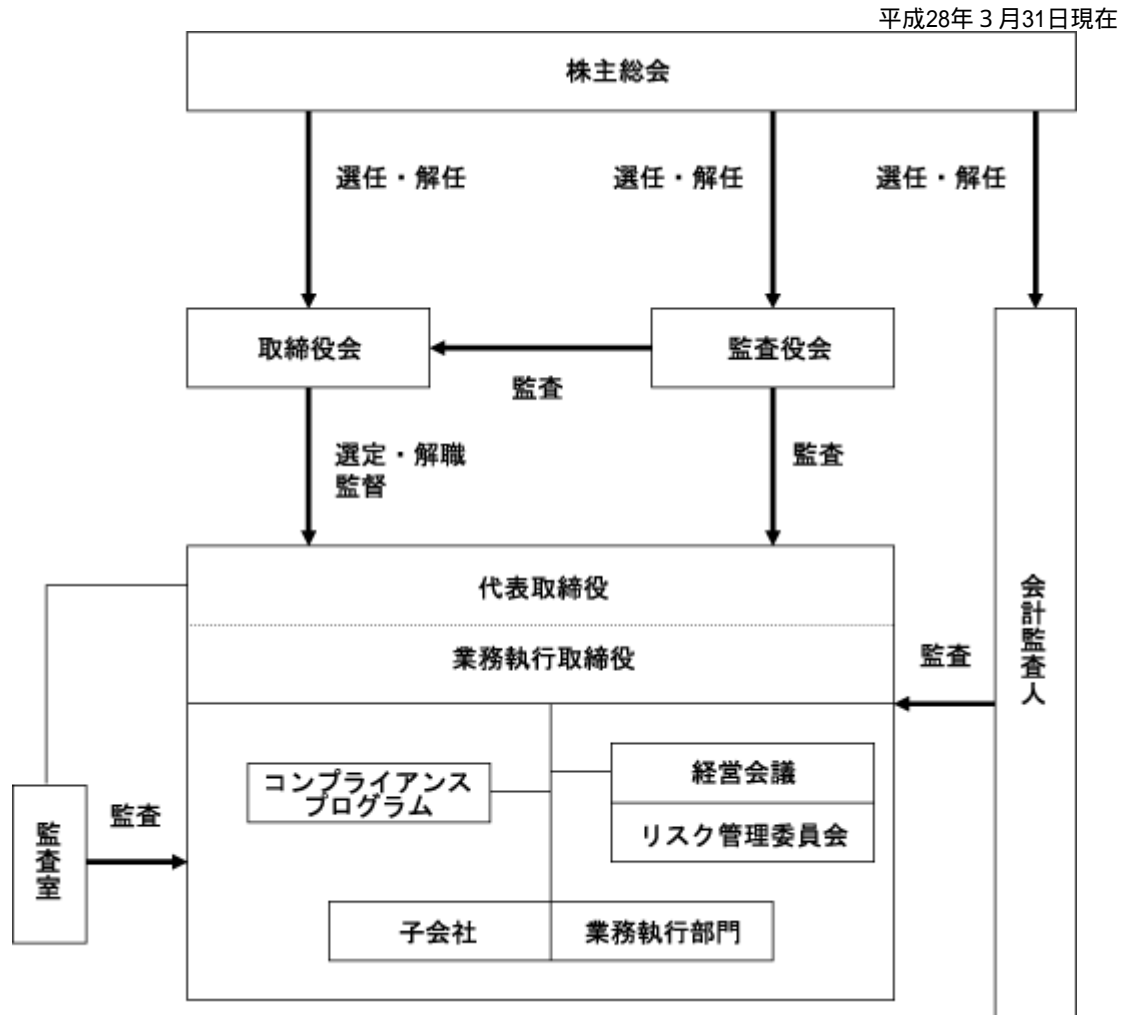 平成28年３月31日現在
株主総会
選任・解任
選任・解任
選任・解任
取締役会
監査役会
監査
選定・解職
監督
監査
代表取締役
業務執行取締役
会計監査人
監査
コンプライアンス
プログラム
経営会議
リスク管理委員会
監査室
監査
子会社
業務執行部門